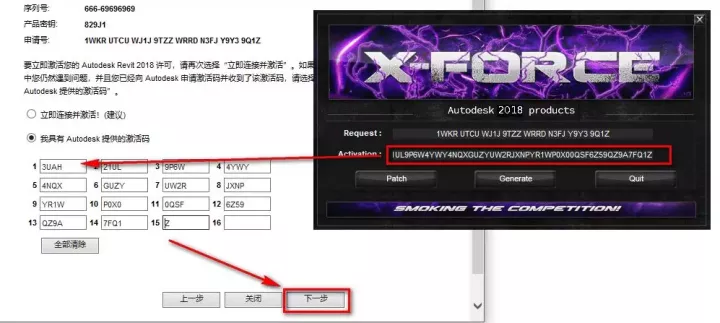 序列号: 666-69696969
产品密钥: 829J1
申请号: 1WKR UTCU WJ1J 9TZZ WRRD N3FJ Y9Y3 9Q1Z
要立即激活您的 Autodesk Revit 2018 许可，请再次选择“立即连接并激活”。如果
中您仍然遇到问题，并且您已经向 Autodesk 申请激活码并收到了该激活码，请选择
Autodesk 提供的激活码”。
立即连接并激活! (建议)
我具有 Autodesk 提供的激活码
1 3UAH 2 21UL 3 9P6W 4 4YWY
5 4NQX 6 GUZY 7 UW2R 8 JXNP
9 YR1W 10 P0X0 11 0QSF 12 6Z59
13 QZ9A 14 7FQ1 15 Z 16
全部清除
上一步 关闭 下一步
X-FORCE
Autodesk 2018 products
Request : 1WKR UTCU WJ1J 9TZZ WRRD N3FJ Y9Y3 9Q1Z
Activation : IUL9P6W4YWY4NQXGUZYUW2RJXNPYR1WP0X00QSF6Z59QZ9A7FQ1Z
Patch Generate Quit
SMOKING THE COMPETITION!